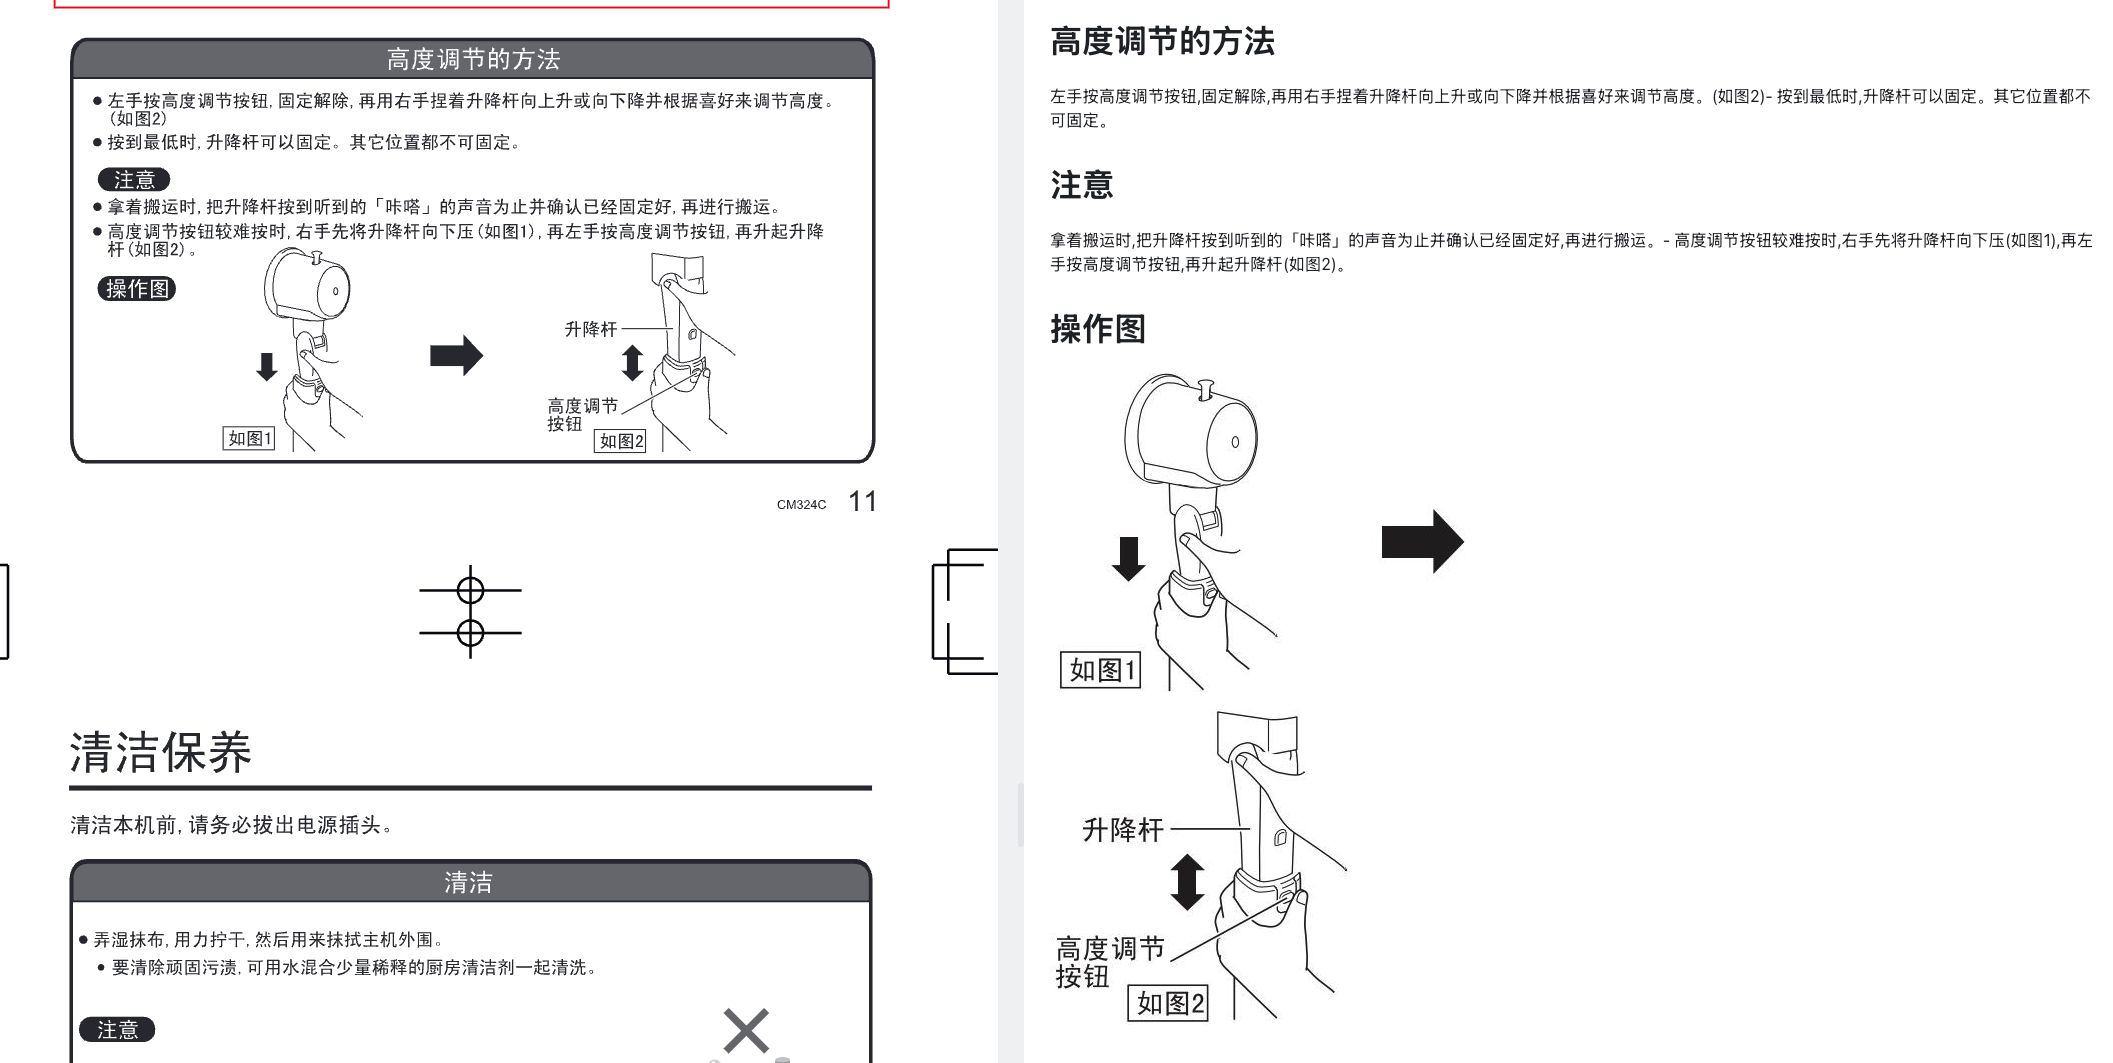 高度调节的方法
● 左手按高度调节按钮, 固定解除, 再用右手捏着升降杆向上升或向下降并根据喜好来调节高度。
(如图2)
● 按到最低时, 升降杆可以固定。其它位置都不可固定。
注意
● 拿着搬运时, 把升降杆按到听到的「咔嗒」的声音为止并确认已经固定好, 再进行搬运。
● 高度调节按钮较难按时, 右手先将升降杆向下压(如图1), 再左手按高度调节按钮, 再升起升降
杆(如图2)。
操作图
升降杆
高度调节
按钮
如图1
如图2
CM324C 11
清洁保养
清洁本机前, 请务必拔出电源插头。
清洁
● 弄湿抹布, 用力拧干, 然后用来抹拭主机外围。
● 要清除顽固污渍, 可用水混合少量稀释的厨房清洁剂一起清洗。
注意
高度调节的方法
左手按高度调节按钮,固定解除,再用右手捏着升降杆向上升或向下降并根据喜好来调节高度。(如图2)- 按到最低时,升降杆可以固定。其它位置都不
可固定。
注意
拿着搬运时,把升降杆按到听到的「咔嗒」的声音为止并确认已经固定好,再进行搬运。- 高度调节按钮较难按时,右手先将升降杆向下压(如图1),再左
手按高度调节按钮,再升起升降杆(如图2)。
操作图
如图1
升降杆
高度调节
按钮
如图2